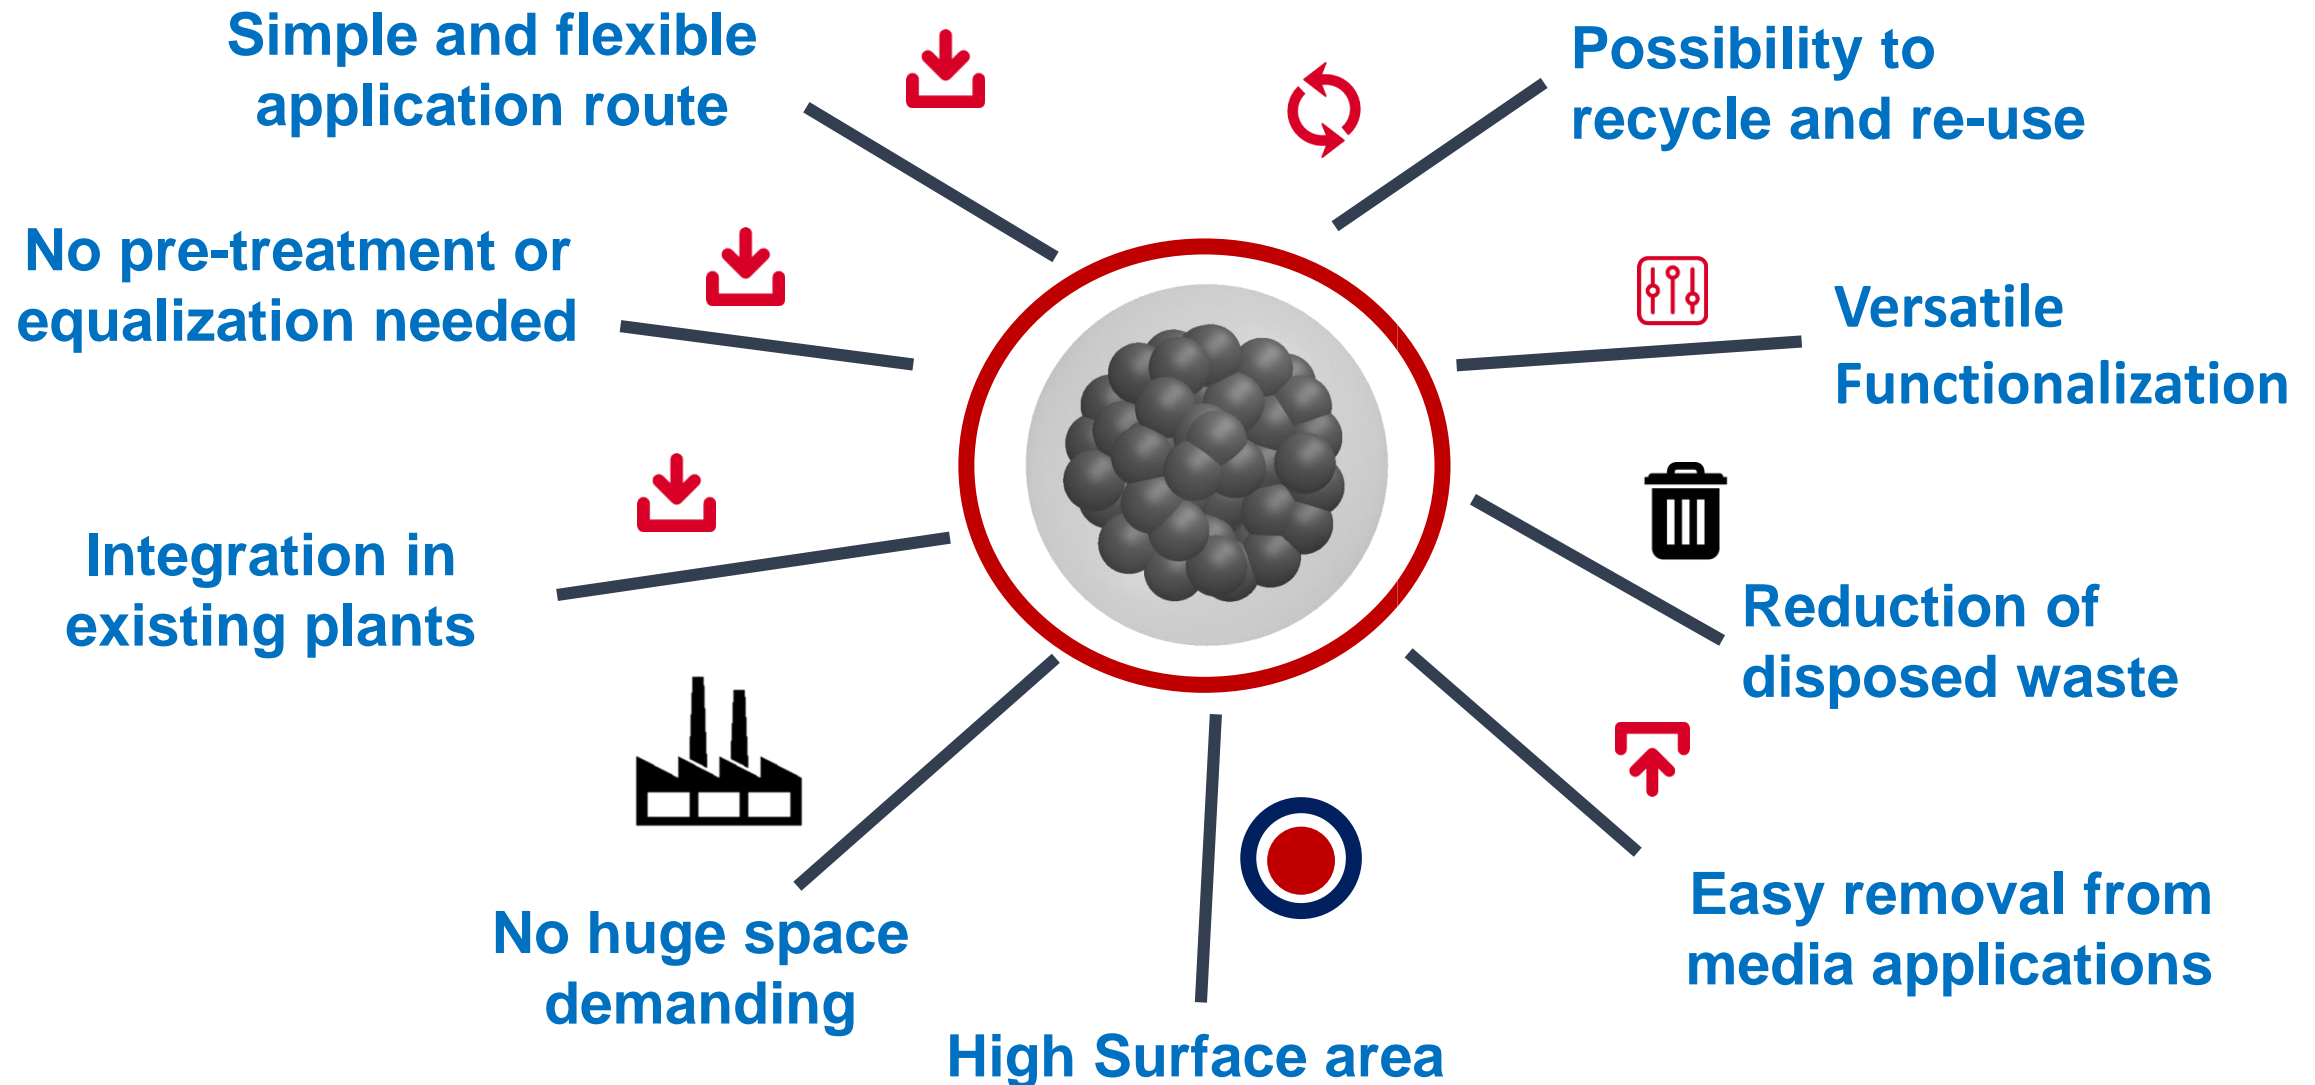 Simple and flexible
application route
Possibility to
recycle and re-use
No pre-treatment or
equalization needed
Versatile
Functionalization
Integration in
existing plants
Reduction of
disposed waste
No huge space
demanding
Easy removal from
media applications
High Surface area